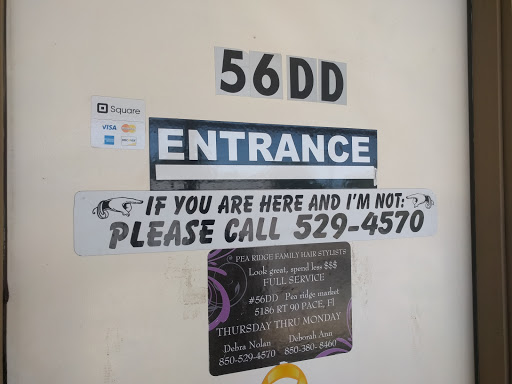 56DD
Square
VISA
ENTRANCE
IF YOU ARE HERE AND I'M NOT:
PLEASE CALL 529-4570
PEA RIDGE FAMILY HAIR STYLISTS
Look great, spend less $$$
FULL SERVICE
#56DD Pea ridge market
5186 RT 90 PACE, Fl
THURSDAY THRU MONDAY
Debra Nolan Deborah Ann
850-529-4570 850-380-8460